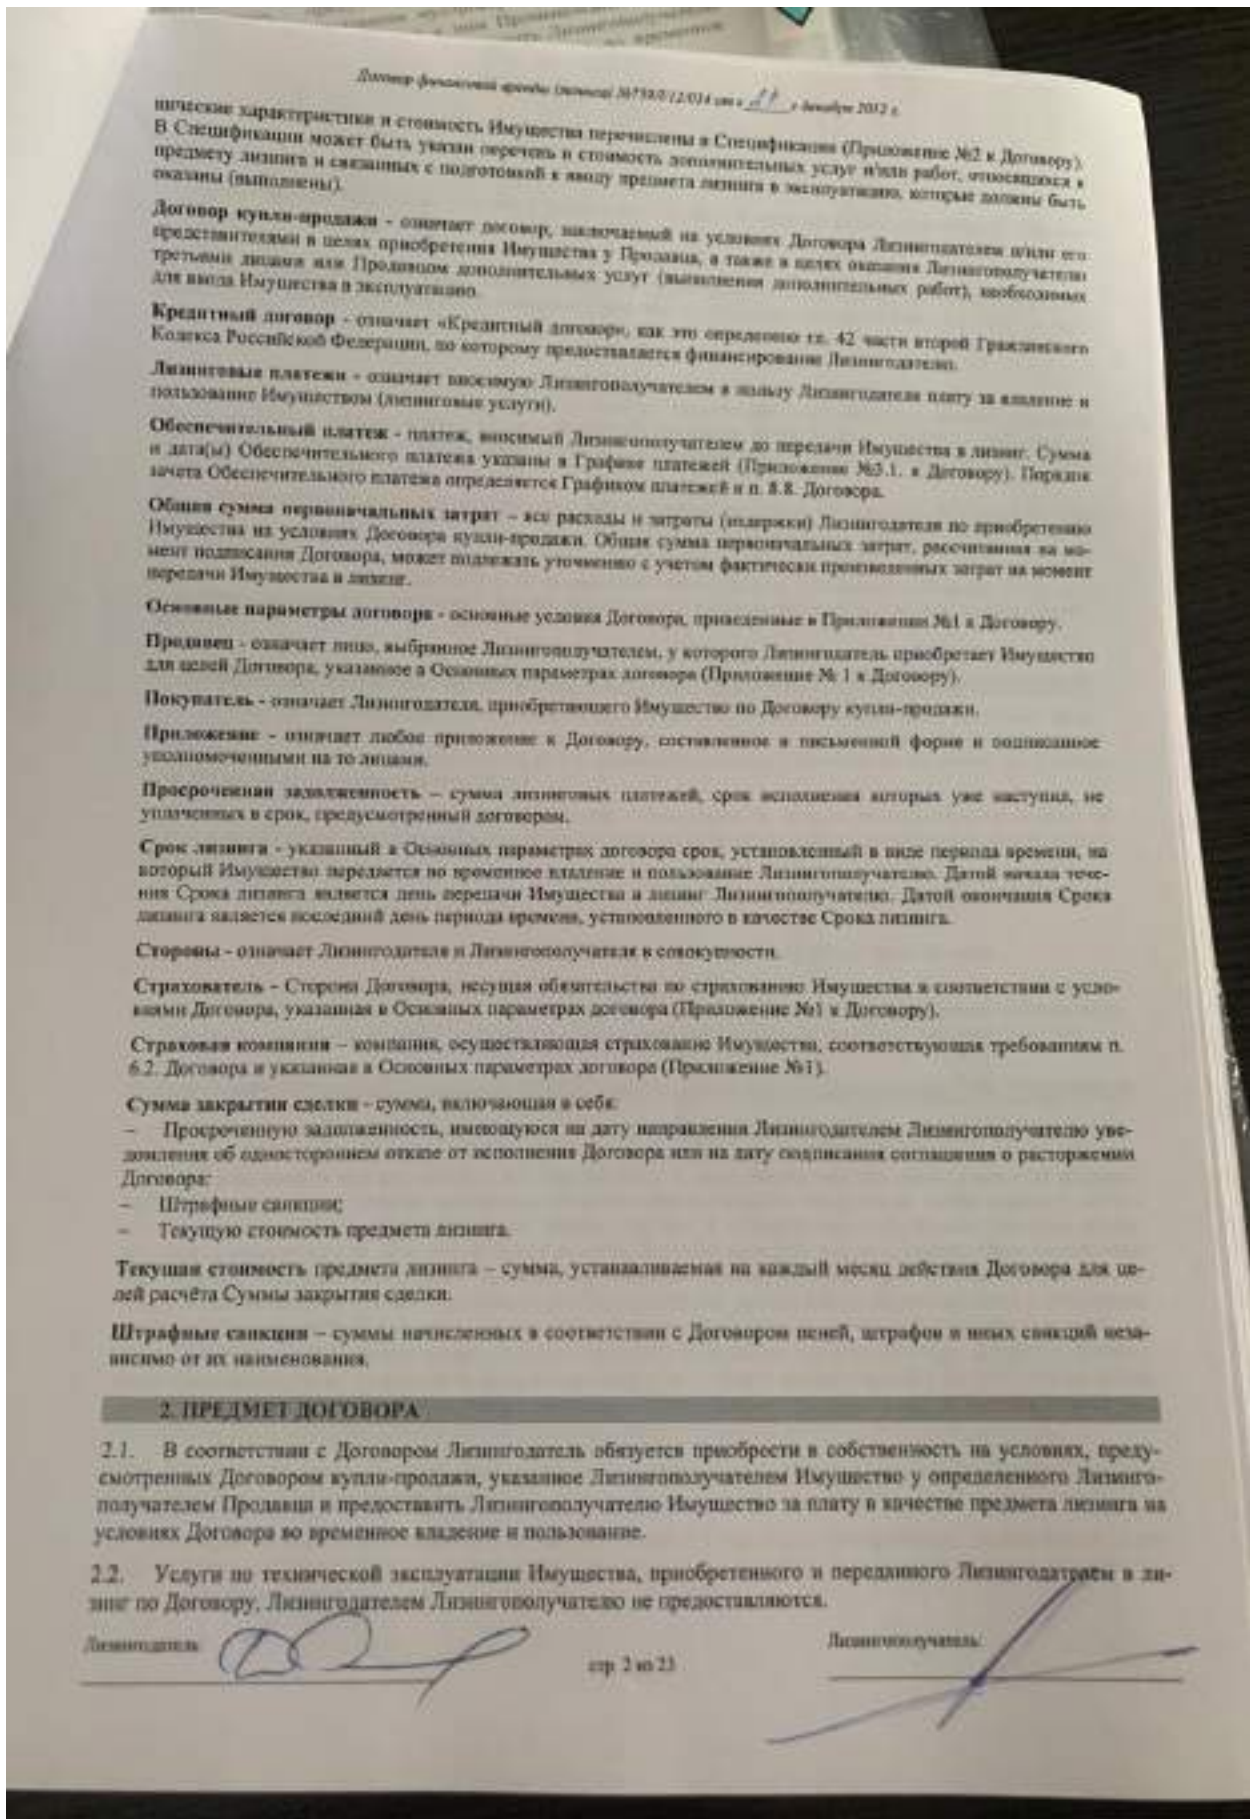 Договор финансовой аренды (лизинга) от « » декабря 2012 г.
нические характеристики и стоимость Имущества перечислены в Спецификации (Приложение №2 к Договору).
В Спецификации может быть указан перечень и стоимость дополнительных услуг и/или работ, относящихся к
предмету лизинга и связанных с подготовкой к вводу предмета лизинга в эксплуатацию, которые должны быть
оказаны (выполнены).
Договор купли-продажи - означает договор, заключаемый на условиях Договора Лизингодателем и/или его
представителями в целях приобретения Имущества у Продавца, а также в целях оказания Лизингополучателю
третьими лицами или Продавцом дополнительных услуг (выполнения дополнительных работ), необходимых
для ввода Имущества в эксплуатацию.
Кредитный договор - означает «Кредитный договор», как это определено гл. 42 части второй Гражданского
Кодекса Российской Федерации, по которому предоставляется финансирование Лизингодателю.
Лизинговые платежи - означает вносимую Лизингополучателем в пользу Лизингодателя плату за владение и
пользование Имуществом (лизинговые услуги).
Обеспечительный платеж - платеж, вносимый Лизингополучателем до передачи Имущества в лизинг. Сумма
и дата(ы) Обеспечительного платежа указаны в Графике платежей (Приложение №3.1. к Договору). Порядок
зачета Обеспечительного платежа определяется Графиком платежей и п. 8.8. Договора.
Общая сумма первоначальных затрат – все расходы и затраты (издержки) Лизингодателя по приобретению
Имущества на условиях Договора купли-продажи. Общая сумма первоначальных затрат, рассчитанная на мо-
мент подписания Договора, может подлежать уточнению с учетом фактически произведенных затрат на момент
передачи Имущества в лизинг.
Основные параметры договора - основные условия Договора, приведенные в Приложении №1 к Договору.
Продавец - означает лицо, выбранное Лизингополучателем, у которого Лизингодатель приобретает Имущество
для целей Договора, указанное в Основных параметрах договора (Приложение № 1 к Договору).
Покупатель - означает Лизингодателя, приобретающего Имущество по Договору купли-продажи.
Приложение - означает любое приложение к Договору, составленное в письменной форме и подписанное
уполномоченными на то лицами.
Просроченная задолженность – сумма лизинговых платежей, срок исполнения которых уже наступил, не
уплаченных в срок, предусмотренный договором.
Срок лизинга - указанный в Основных параметрах договора срок, установленный в виде периода времени, на
который Имущество передается во временное владение и пользование Лизингополучателю. Датой начала тече-
ния Срока лизинга является день передачи Имущества в лизинг Лизингополучателю. Датой окончания Срока
лизинга является последний день периода времени, установленного в качестве Срока лизинга.
Стороны - означает Лизингодателя и Лизингополучателя в совокупности.
Страхователь – Сторона Договора, несущая обязательства по страхованию Имущества в соответствии с усло-
виями Договора, указанная в Основных параметрах договора (Приложение №1 к Договору).
Страховая компания – компания, осуществляющая страхование Имущества, соответствующая требованиям п.
6.2. Договора и указанная в Основных параметрах договора (Приложение №1).
Сумма закрытия сделки - сумма, включающая в себя:
– Просроченную задолженность, имеющуюся на дату направления Лизингодателем Лизингополучателю уве-
домления об одностороннем отказе от исполнения Договора или на дату подписания соглашения о расторжении
Договора;
– Штрафные санкции;
– Текущую стоимость предмета лизинга.
Текущая стоимость предмета лизинга – сумма, устанавливаемая на каждый месяц действия Договора для це-
лей расчёта Суммы закрытия сделки.
Штрафные санкции – суммы начисленных в соответствии с Договором пеней, штрафов и иных санкций неза-
висимо от их наименования.
2. ПРЕДМЕТ ДОГОВОРА
2.1. В соответствии с Договором Лизингодатель обязуется приобрести в собственность на условиях, преду-
смотренных Договором купли-продажи, указанное Лизингополучателем Имущество у определенного Лизинго-
получателем Продавца и предоставить Лизингополучателю Имущество за плату в качестве предмета лизинга на
условиях Договора во временное владение и пользование.
2.2. Услуги по технической эксплуатации Имущества, приобретенного и переданного Лизингодателем в ли-
зинг по Договору, Лизингодателем Лизингополучателю не предоставляются.
Лизингодатель:
Лизингополучатель:
стр. 2 из 23